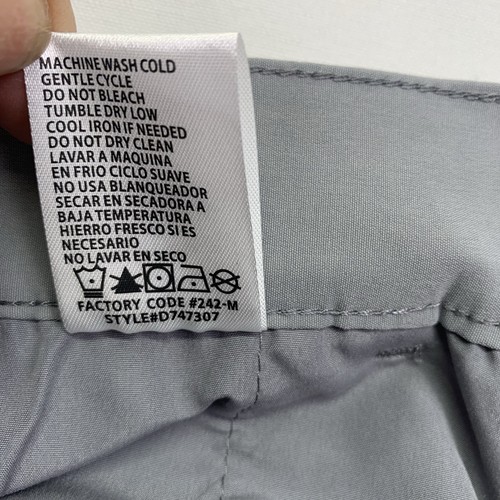 MACHINE WASH COLD
GENTLE CYCLE
DO NOT BLEACH
TUMBLE DRY LOW
COOL IRON IF NEEDED
DO NOT DRY CLEAN
LAVAR A MAQUINA
EN FRIO CICLO SUAVE
NO USA BLANQUEADOR
SECAR EN SECADORA A
BAJA TEMPERATURA
HIERRO FRESCO SI ES
NECESARIO
NO LAVAR EN SECO
FACTORY CODE #242-M
STYLE#D747307